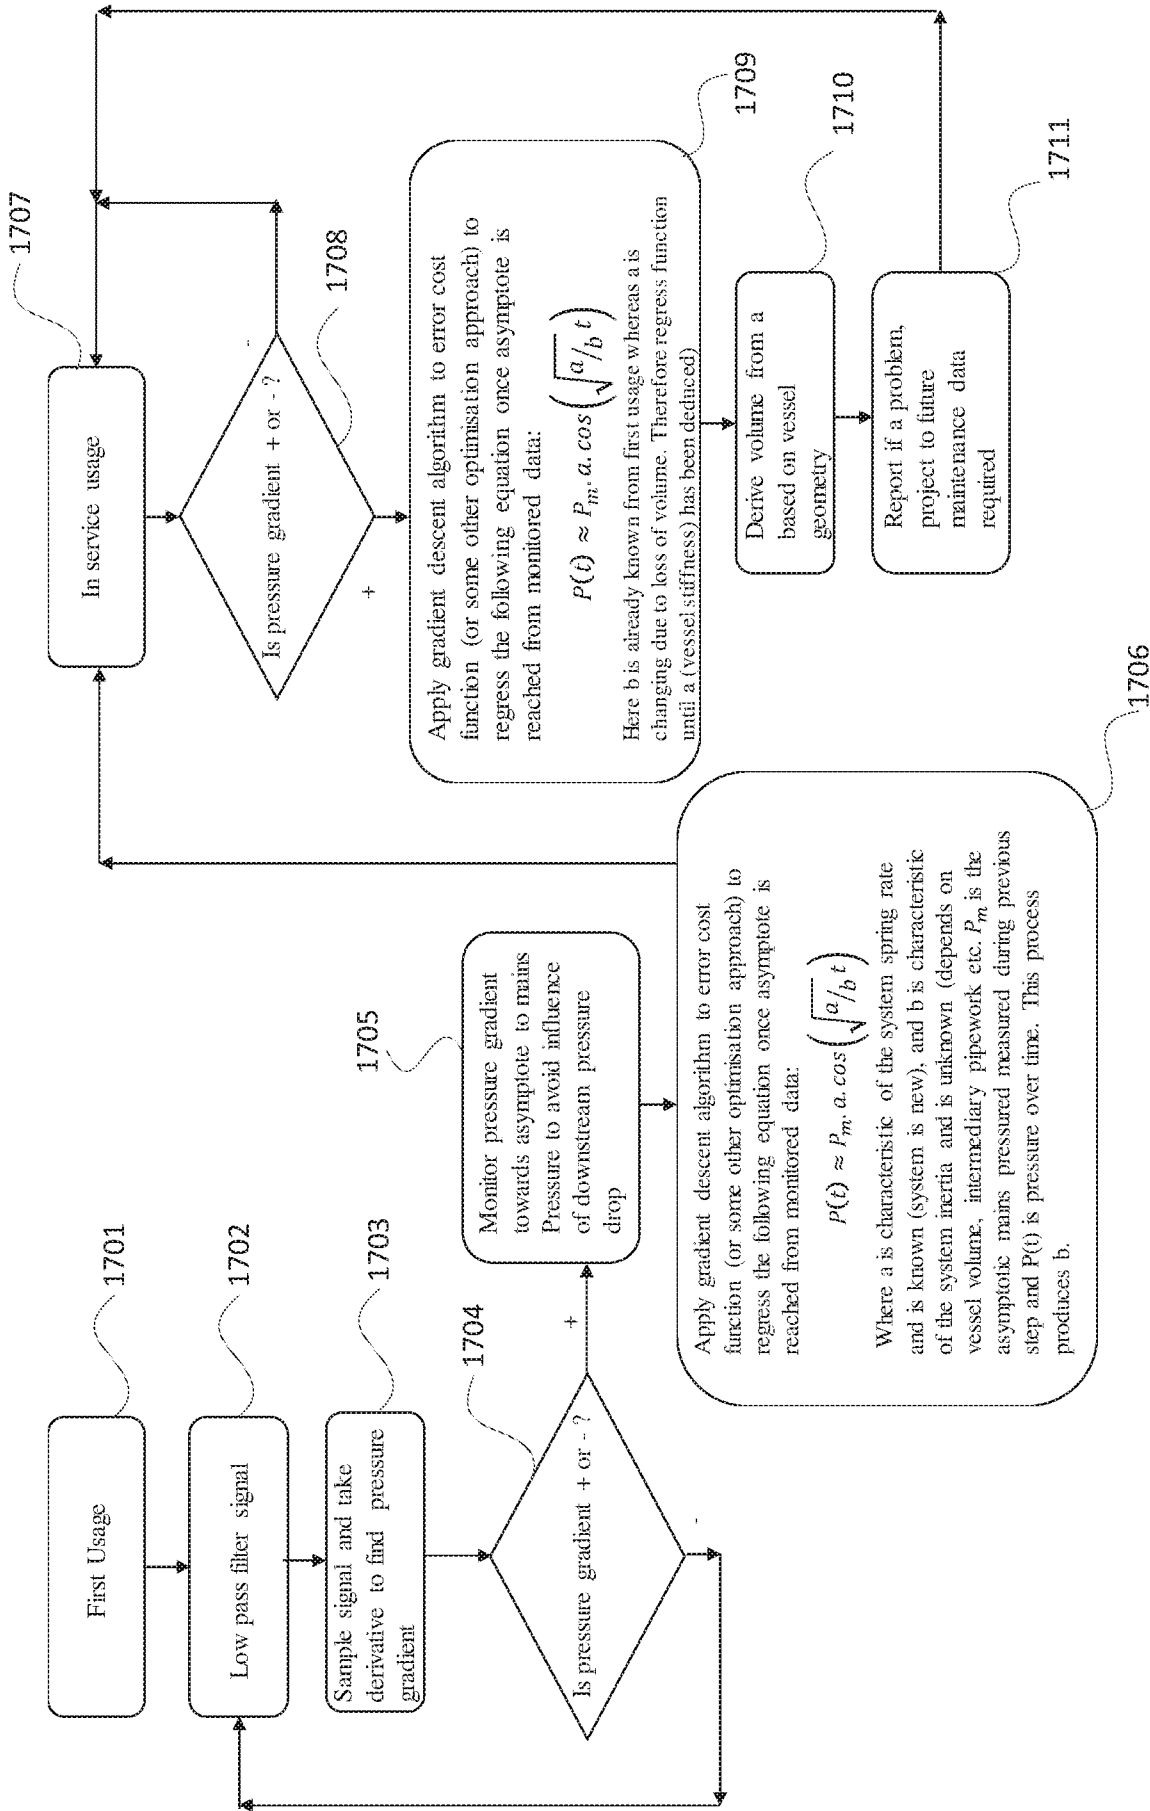 First Usage
1701
Low pass filter signal
1702
Sample signal and take
derivative to find pressure
gradient
1703
Is pressure gradient + or - ?
1704
+
-
Monitor pressure gradient
towards asymptote to mains
Pressure to avoid influence
of downstream pressure
drop
1705
Apply gradient descent algorithm to error cost
function (or some other optimisation approach) to
regress the following equation once asymptote is
reached from monitored data:
P(t) ≈ P_m. a. cos(√(a/b) t)
Where a is characteristic of the system spring rate
and is known (system is new), and b is characteristic
of the system inertia and is unknown (depends on
vessel volume, intermediary pipework etc. P_m is the
asymptotic mains pressured measured during previous
step and P(t) is pressure over time. This process
produces b.
1706
In service usage
1707
Is pressure gradient + or - ?
1708
-
+
Apply gradient descent algorithm to error cost
function (or some other optimisation approach) to
regress the following equation once asymptote is
reached from monitored data:
P(t) ≈ P_m. a. cos(√(a/b) t)
Here b is already known from first usage whereas a is
changing due to loss of volume. Therefore regress function
until a (vessel stiffness) has been deduced)
1709
Derive volume from a
based on vessel
geometry
1710
Report if a problem,
project to future
maintenance data
required
1711